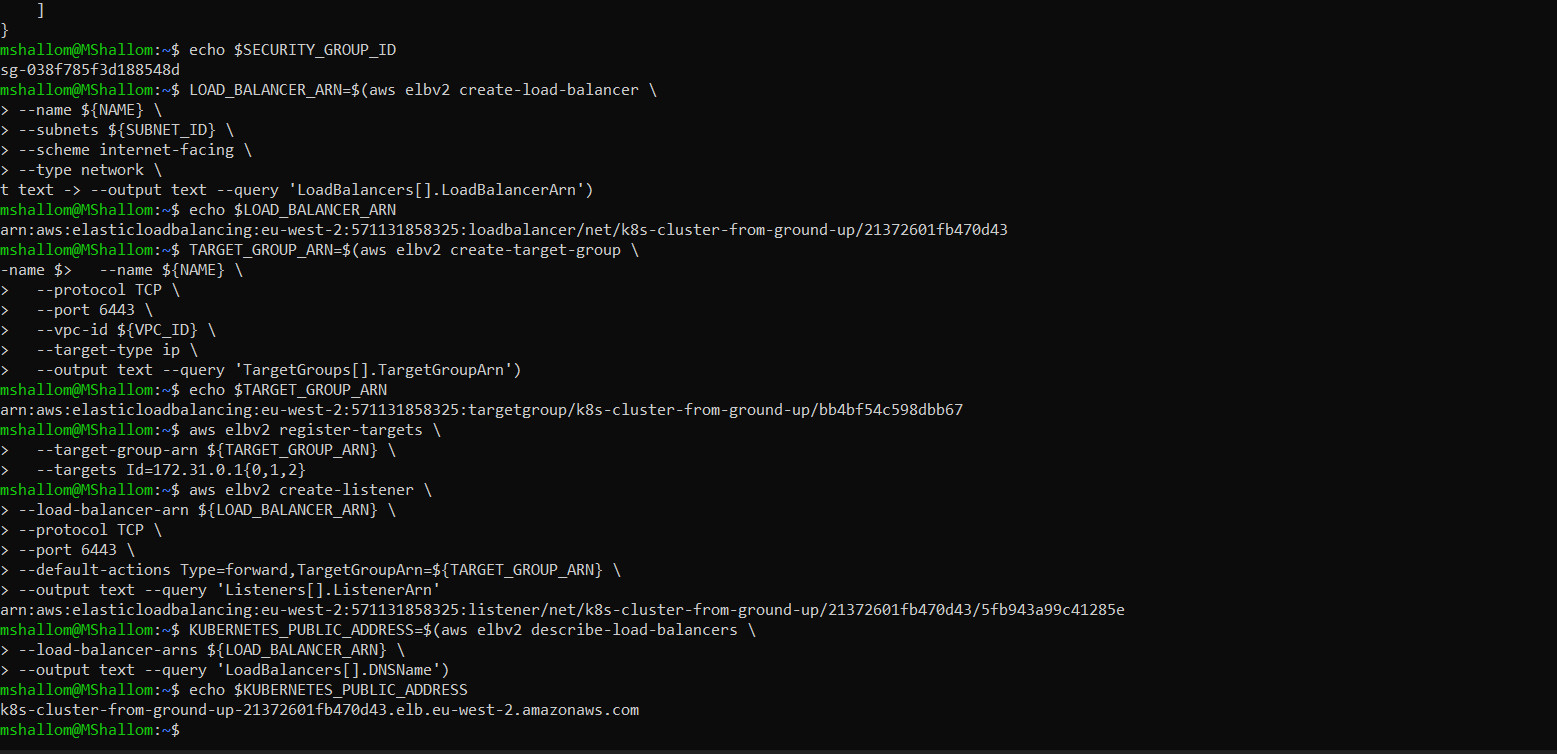 ]
}
mshallom@MShallom:~$ echo $SECURITY_GROUP_ID
sg-038f785f3d188548d
mshallom@MShallom:~$ LOAD_BALANCER_ARN=$(aws elbv2 create-load-balancer \
> --name ${NAME} \
> --subnets ${SUBNET_ID} \
> --scheme internet-facing \
> --type network \
t text -> --output text --query 'LoadBalancers[].LoadBalancerArn')
mshallom@MShallom:~$ echo $LOAD_BALANCER_ARN
arn:aws:elasticloadbalancing:eu-west-2:571131858325:loadbalancer/net/k8s-cluster-from-ground-up/21372601fb470d43
mshallom@MShallom:~$ TARGET_GROUP_ARN=$(aws elbv2 create-target-group \
-name $>   --name ${NAME} \
>   --protocol TCP \
>   --port 6443 \
>   --vpc-id ${VPC_ID} \
>   --target-type ip \
>   --output text --query 'TargetGroups[].TargetGroupArn')
mshallom@MShallom:~$ echo $TARGET_GROUP_ARN
arn:aws:elasticloadbalancing:eu-west-2:571131858325:targetgroup/k8s-cluster-from-ground-up/bb4bf54c598dbb67
mshallom@MShallom:~$ aws elbv2 register-targets \
>   --target-group-arn ${TARGET_GROUP_ARN} \
>   --targets Id=172.31.0.1{0,1,2}
mshallom@MShallom:~$ aws elbv2 create-listener \
> --load-balancer-arn ${LOAD_BALANCER_ARN} \
> --protocol TCP \
> --port 6443 \
> --default-actions Type=forward,TargetGroupArn=${TARGET_GROUP_ARN} \
> --output text --query 'Listeners[].ListenerArn'
arn:aws:elasticloadbalancing:eu-west-2:571131858325:listener/net/k8s-cluster-from-ground-up/21372601fb470d43/5fb943a99c41285e
mshallom@MShallom:~$ KUBERNETES_PUBLIC_ADDRESS=$(aws elbv2 describe-load-balancers \
> --load-balancer-arns ${LOAD_BALANCER_ARN} \
> --output text --query 'LoadBalancers[].DNSName')
mshallom@MShallom:~$ echo $KUBERNETES_PUBLIC_ADDRESS
k8s-cluster-from-ground-up-21372601fb470d43.elb.eu-west-2.amazonaws.com
mshallom@MShallom:~$